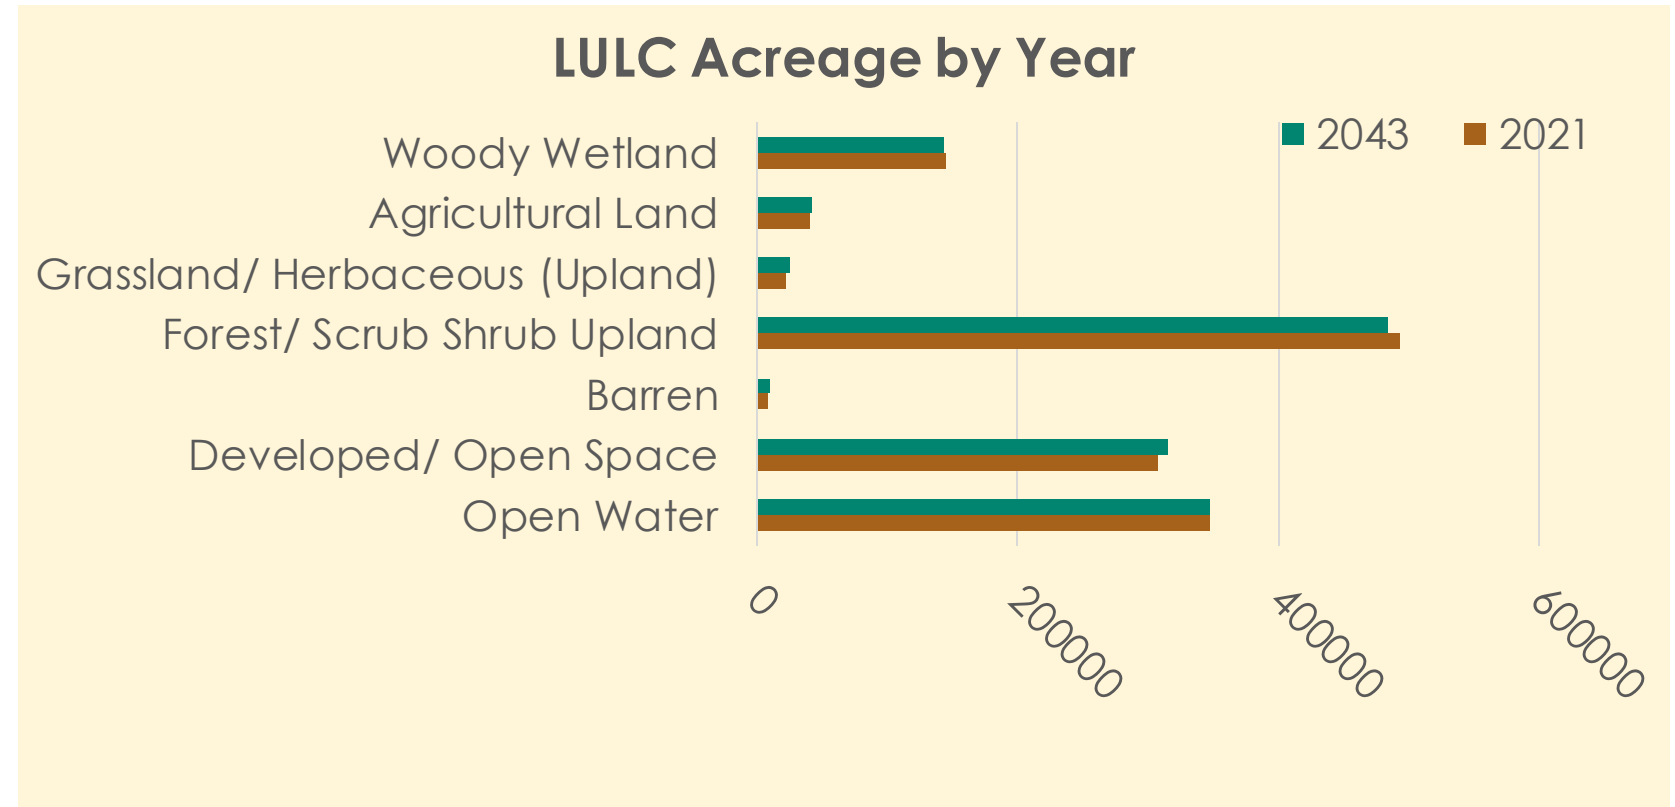 LULC Acreage by Year
2043
2021
Woody Wetland
Agricultural Land
Grassland/ Herbaceous (Upland)
Forest/ Scrub Shrub Upland
Barren
Developed/ Open Space
Open Water
0
200000
400000
600000